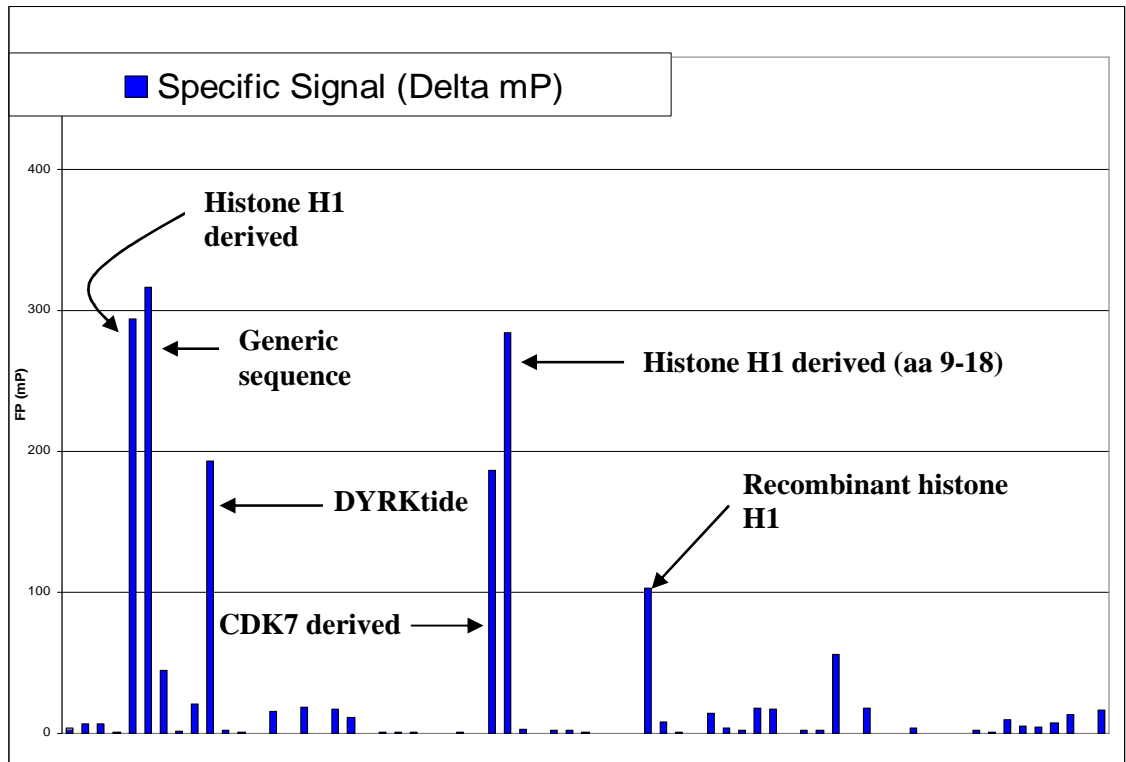 Specific Signal (Delta mP)
400
Histone H1
derived
300
Generic
sequence
Histone H1 derived (aa 9-18)
FP (mP)
200
DYRKtide
Recombinant histone
H1
100
CDK7 derived
0